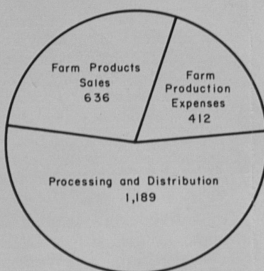 Farm Products
Sales
636
Farm
Production
Expenses
412
Processing and Distribution
1,189